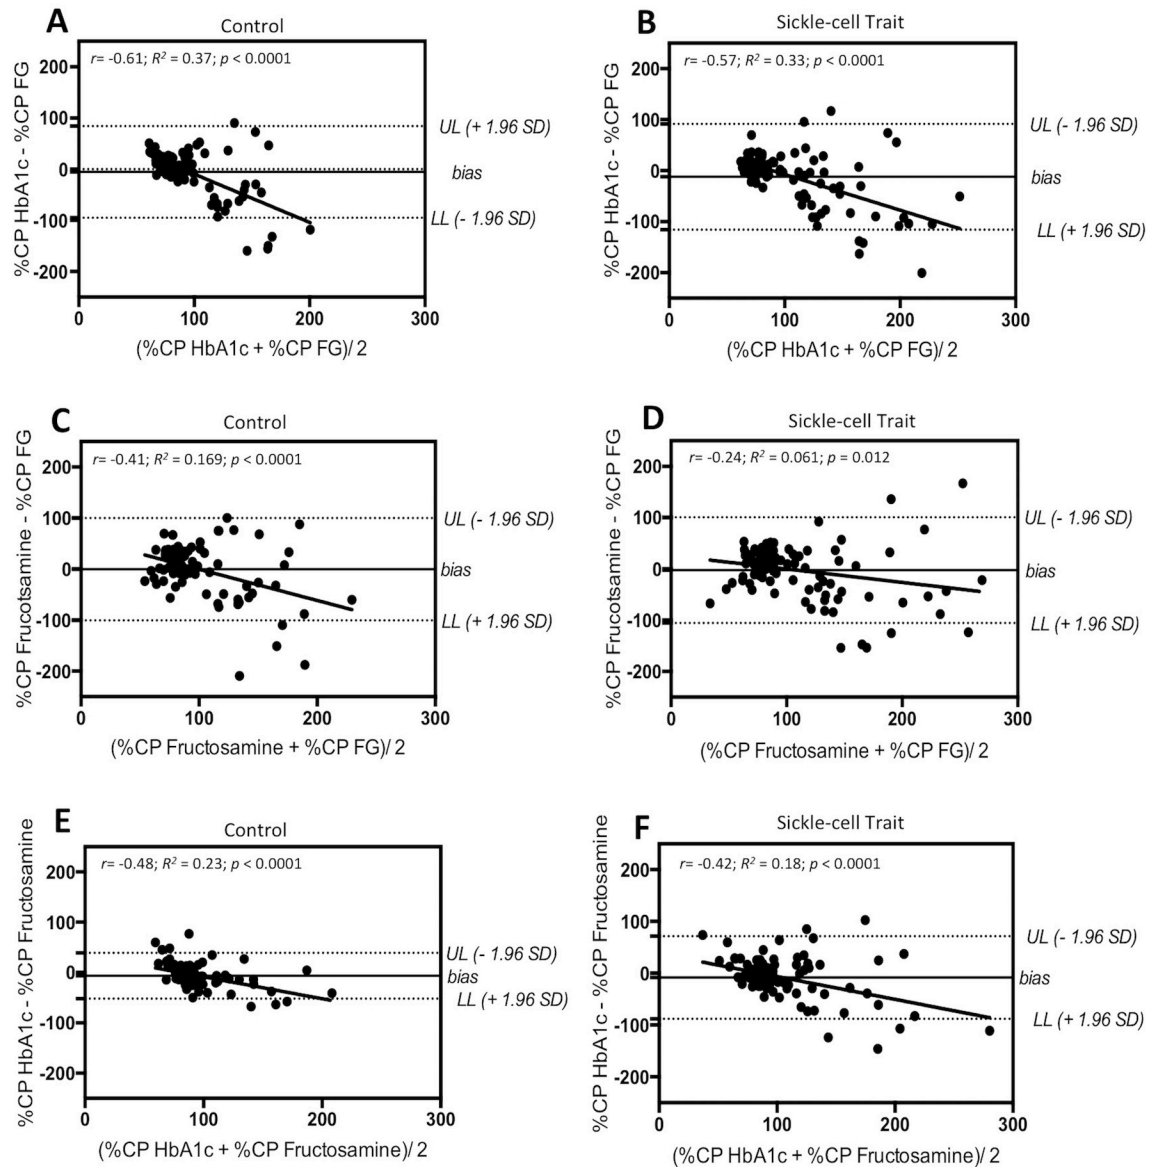 A
Control
r= -0.61; R² = 0.37; p < 0.0001
%CP HbA1c - %CP FG
200
100
0
-100
-200
0
100
200
300
(%CP HbA1c + %CP FG)/ 2
UL (+ 1.96 SD)
bias
LL (- 1.96 SD)
B
Sickle-cell Trait
r= -0.57; R² = 0.33; p < 0.0001
%CP HbA1c - %CP FG
200
100
0
-100
-200
0
100
200
300
(%CP HbA1c + %CP FG)/ 2
UL (- 1.96 SD)
bias
LL (+ 1.96 SD)
C
Control
r= -0.41; R² = 0.169; p < 0.0001
%CP Frucotsamine - %CP FG
200
100
0
-100
-200
0
100
200
300
(%CP Fructosamine + %CP FG)/ 2
UL (- 1.96 SD)
bias
LL (+ 1.96 SD)
D
Sickle-cell Trait
r= -0.24; R² = 0.061; p = 0.012
%CP Frucotsamine - %CP FG
200
100
0
-100
-200
0
100
200
300
(%CP Fructosamine + %CP FG)/ 2
UL (- 1.96 SD)
bias
LL (+ 1.96 SD)
E
Control
r= -0.48; R² = 0.23; p < 0.0001
%CP HbA1c - %CP Fructosamine
200
100
0
-100
-200
0
100
200
300
(%CP HbA1c + %CP Fructosamine)/ 2
UL (- 1.96 SD)
bias
LL (+ 1.96 SD)
F
Sickle-cell Trait
r= -0.42; R² = 0.18; p < 0.0001
%CP HbA1c - %CP Fructosamine
200
100
0
-100
-200
0
100
200
300
(%CP HbA1c + %CP Fructosamine)/ 2
UL (- 1.96 SD)
bias
LL (+ 1.96 SD)